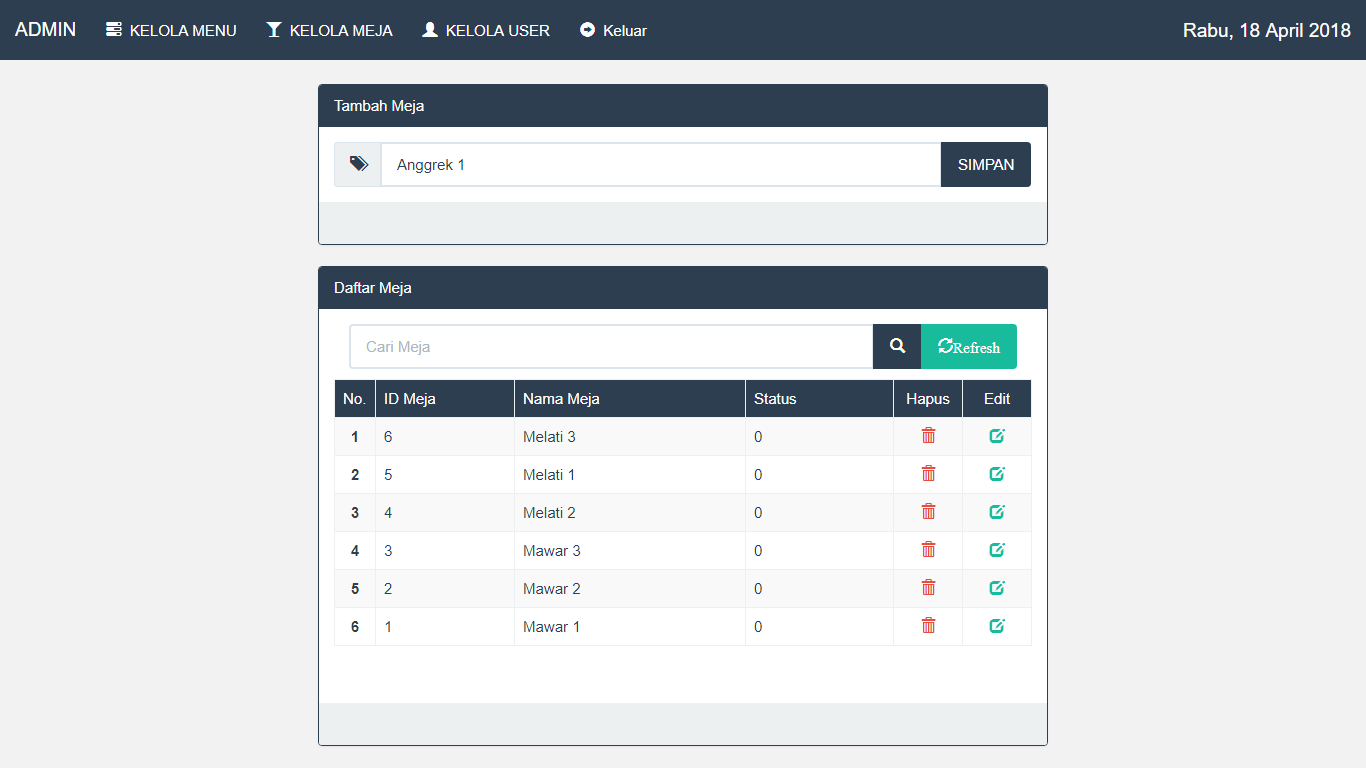 ADMIN KELOLA MENU KELOLA MEJA KELOLA USER Keluar Rabu, 18 April 2018
Tambah Meja
Anggrek 1 SIMPAN
Daftar Meja
Cari Meja Refresh
No. ID Meja Nama Meja Status Hapus Edit
1 6 Melati 3 0
2 5 Melati 1 0
3 4 Melati 2 0
4 3 Mawar 3 0
5 2 Mawar 2 0
6 1 Mawar 1 0